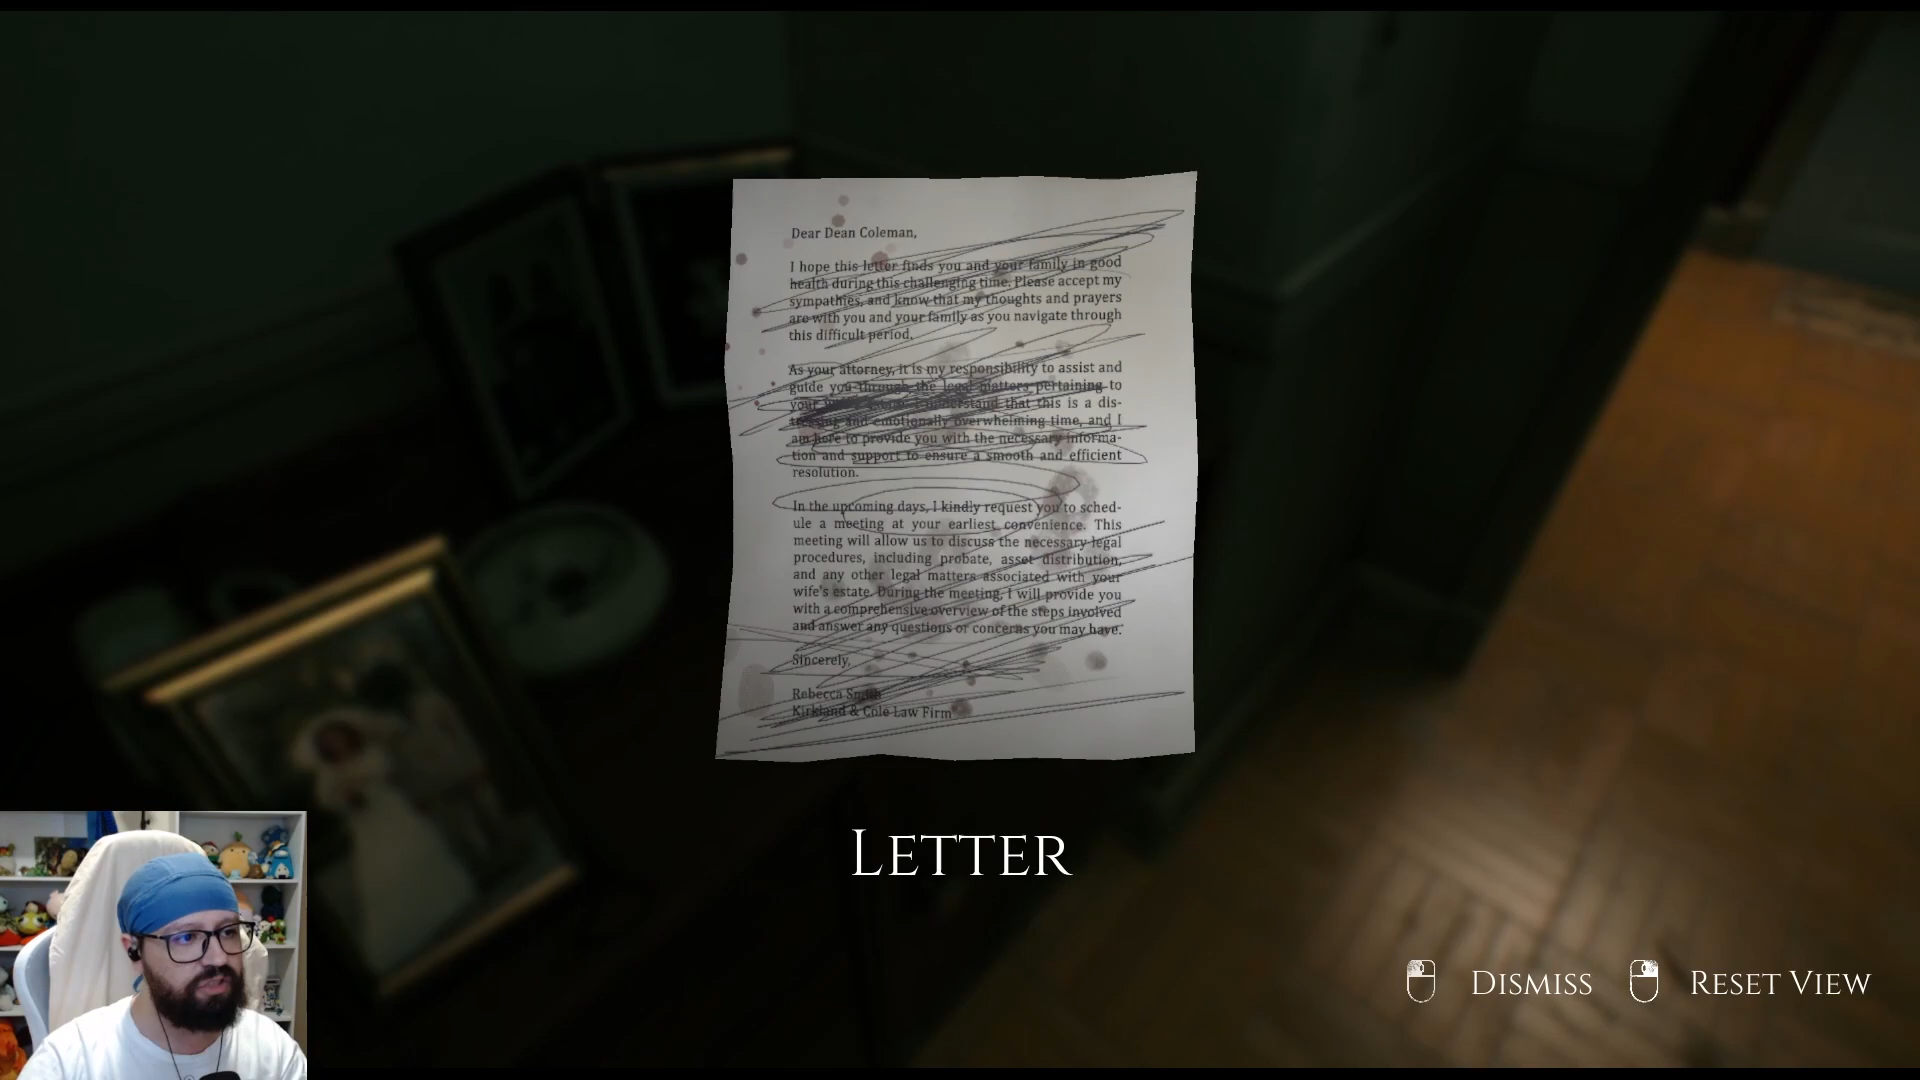 Dear Dean Coleman,
I hope this letter finds you and your family in good
health during this challenging time. Please accept my
sympathies, and know that my thoughts and prayers
are with you and your family as you navigate through
this difficult period.
As your attorney, it is my responsibility to assist and
guide you through the legal matters pertaining to
your understand that this is a dis-
tressing and emotionally overwhelming time, and I
am here to provide you with the necessary informa-
tion and support to ensure a smooth and efficient
resolution.
In the upcoming days, I kindly request you to sched-
ule a meeting at your earliest convenience. This
meeting will allow us to discuss the necessary legal
procedures, including probate, asset distribution,
and any other legal matters associated with your
wife's estate. During the meeting, I will provide you
with a comprehensive overview of the steps involved
and answer any questions or concerns you may have.
Sincerely,
Rebecca Smith
Kirkland & Cole Law Firm
LETTER
DISMISS RESET VIEW